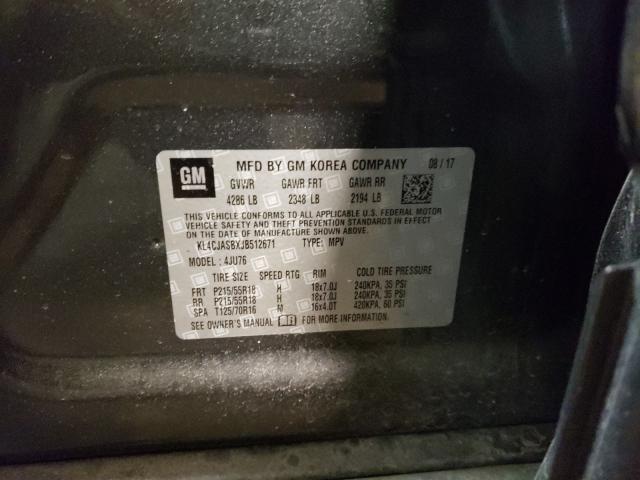 GM
MFD BY GM KOREA COMPANY 08/17
GVWR GAWR FRT GAWR RR
4286 LB 2348 LB 2194 LB
THIS VEHICLE CONFORMS TO ALL APPLICABLE U.S. FEDERAL MOTOR
VEHICLE SAFETY AND THEFT PREVENTION STANDARDS IN EFFECT ON THE
DATE OF MANUFACTURE SHOWN ABOVE.
KL4CJASBXJB512671 TYPE: MPV
MODEL: 4JU76
TIRE SIZE SPEED RTG RIM COLD TIRE PRESSURE
FRT P215/55R18 H 18x7.0J 240KPA, 35 PSI
RR P215/55R18 H 18x7.0J 240KPA, 35 PSI
SPA T125/70R16 M 16x4.0T 420KPA, 60 PSI
SEE OWNER'S MANUAL FOR MORE INFORMATION.